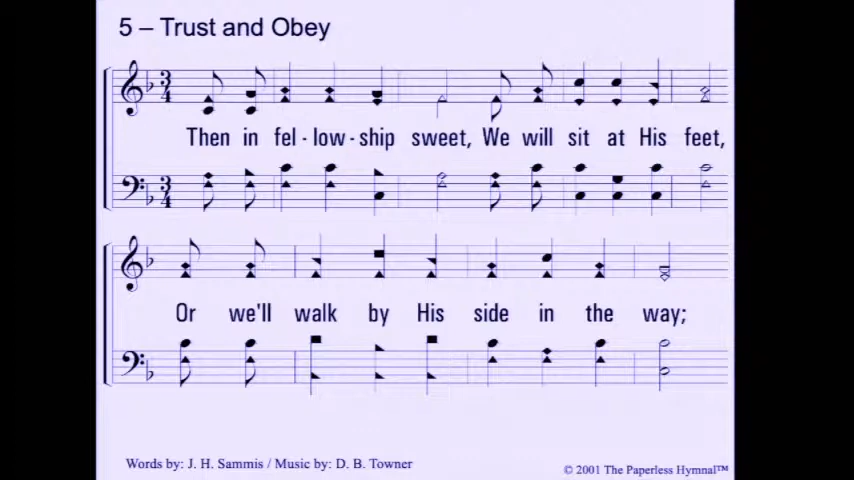 5 – Trust and Obey
Then in fel - low - ship sweet, We will sit at His feet,
Or we'll walk by His side in the way;
Words by: J. H. Sammis / Music by: D. B. Towner
© 2001 The Paperless Hymnal™